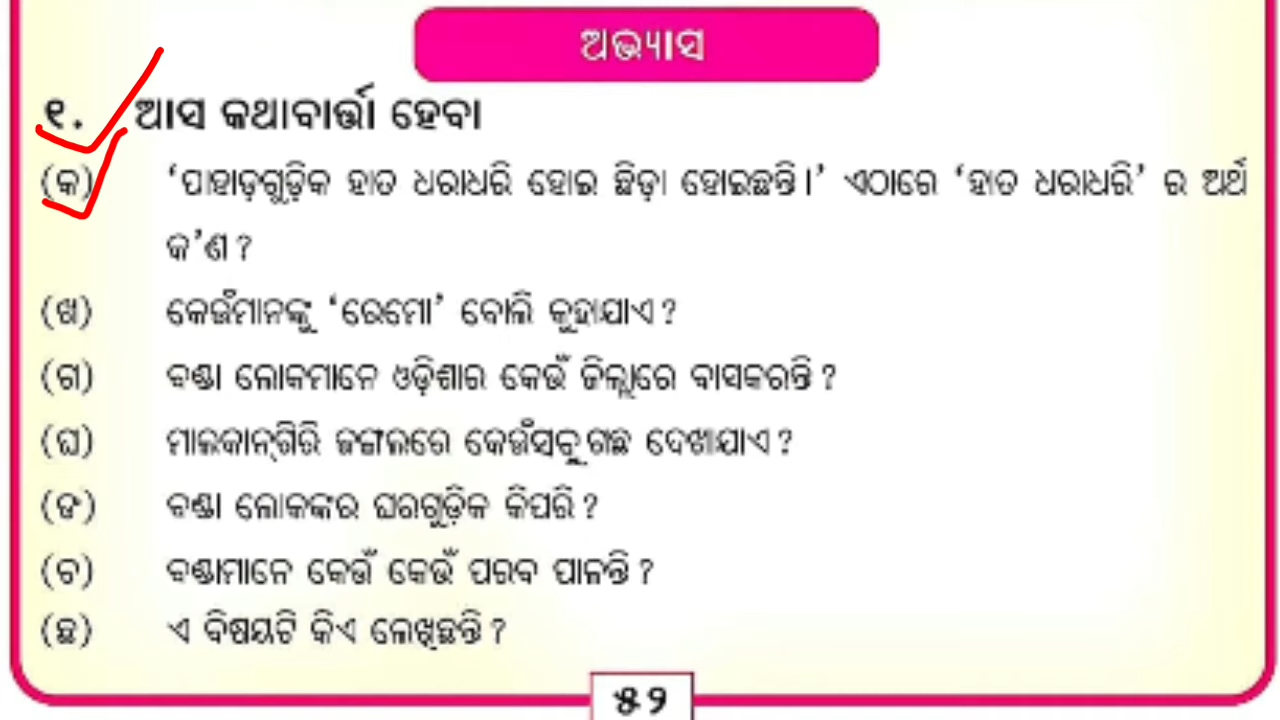 ଅଭ୍ୟାସ
୧. ଆସ କଥାବାର୍ତ୍ତା ହେବା
(କ) ‘ପାହାଡ଼ଗୁଡ଼ିକ ହାତ ଧରାଧରି ହୋଇ ଛିଡ଼ା ହୋଇଛନ୍ତି ।’ ଏଠାରେ ‘ହାତ ଧରାଧରି’ ର ଅର୍ଥ
କ’ଣ ?
(ଖ) କେଉଁମାନଙ୍କୁ ‘ରେମୋ’ ବୋଲି କୁହାଯାଏ ?
(ଗ) ବଣ୍ଡା ଲୋକମାନେ ଓଡ଼ିଶାର କେଉଁ ଜିଲ୍ଲାରେ ବାସକରନ୍ତି ?
(ଘ) ମାଲକାନ୍‌ଗିରି ଜଙ୍ଗଲରେ କେଉଁସବୁ ଗଛ ଦେଖାଯାଏ ?
(ଙ) ବଣ୍ଡା ଲୋକଙ୍କର ଘରଗୁଡ଼ିକ କିପରି ?
(ଚ) ବଣ୍ଡାମାନେ କେଉଁ କେଉଁ ପରବ ପାଳନ୍ତି ?
(ଛ) ଏ ବିଷୟଟି କିଏ ଲେଖିଛନ୍ତି ?
୫୨